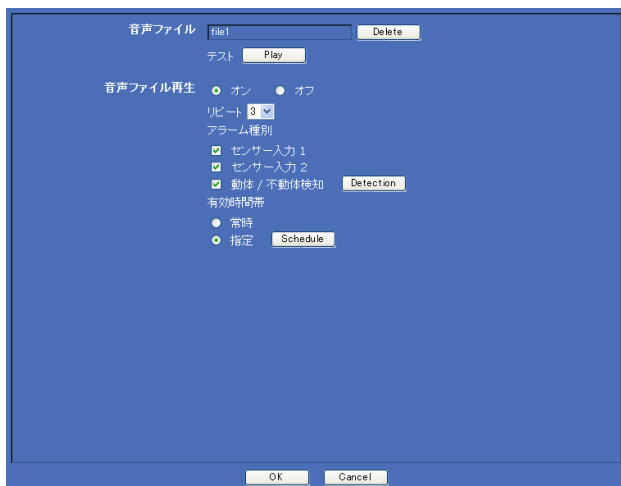 音声ファイル file1 Delete
テスト Play
音声ファイル再生 オン オフ
リピート 3
アラーム種別
センサー入力 1
センサー入力 2
動体 / 不動体検知 Detection
有効時間帯
常時
指定 Schedule
OK Cancel